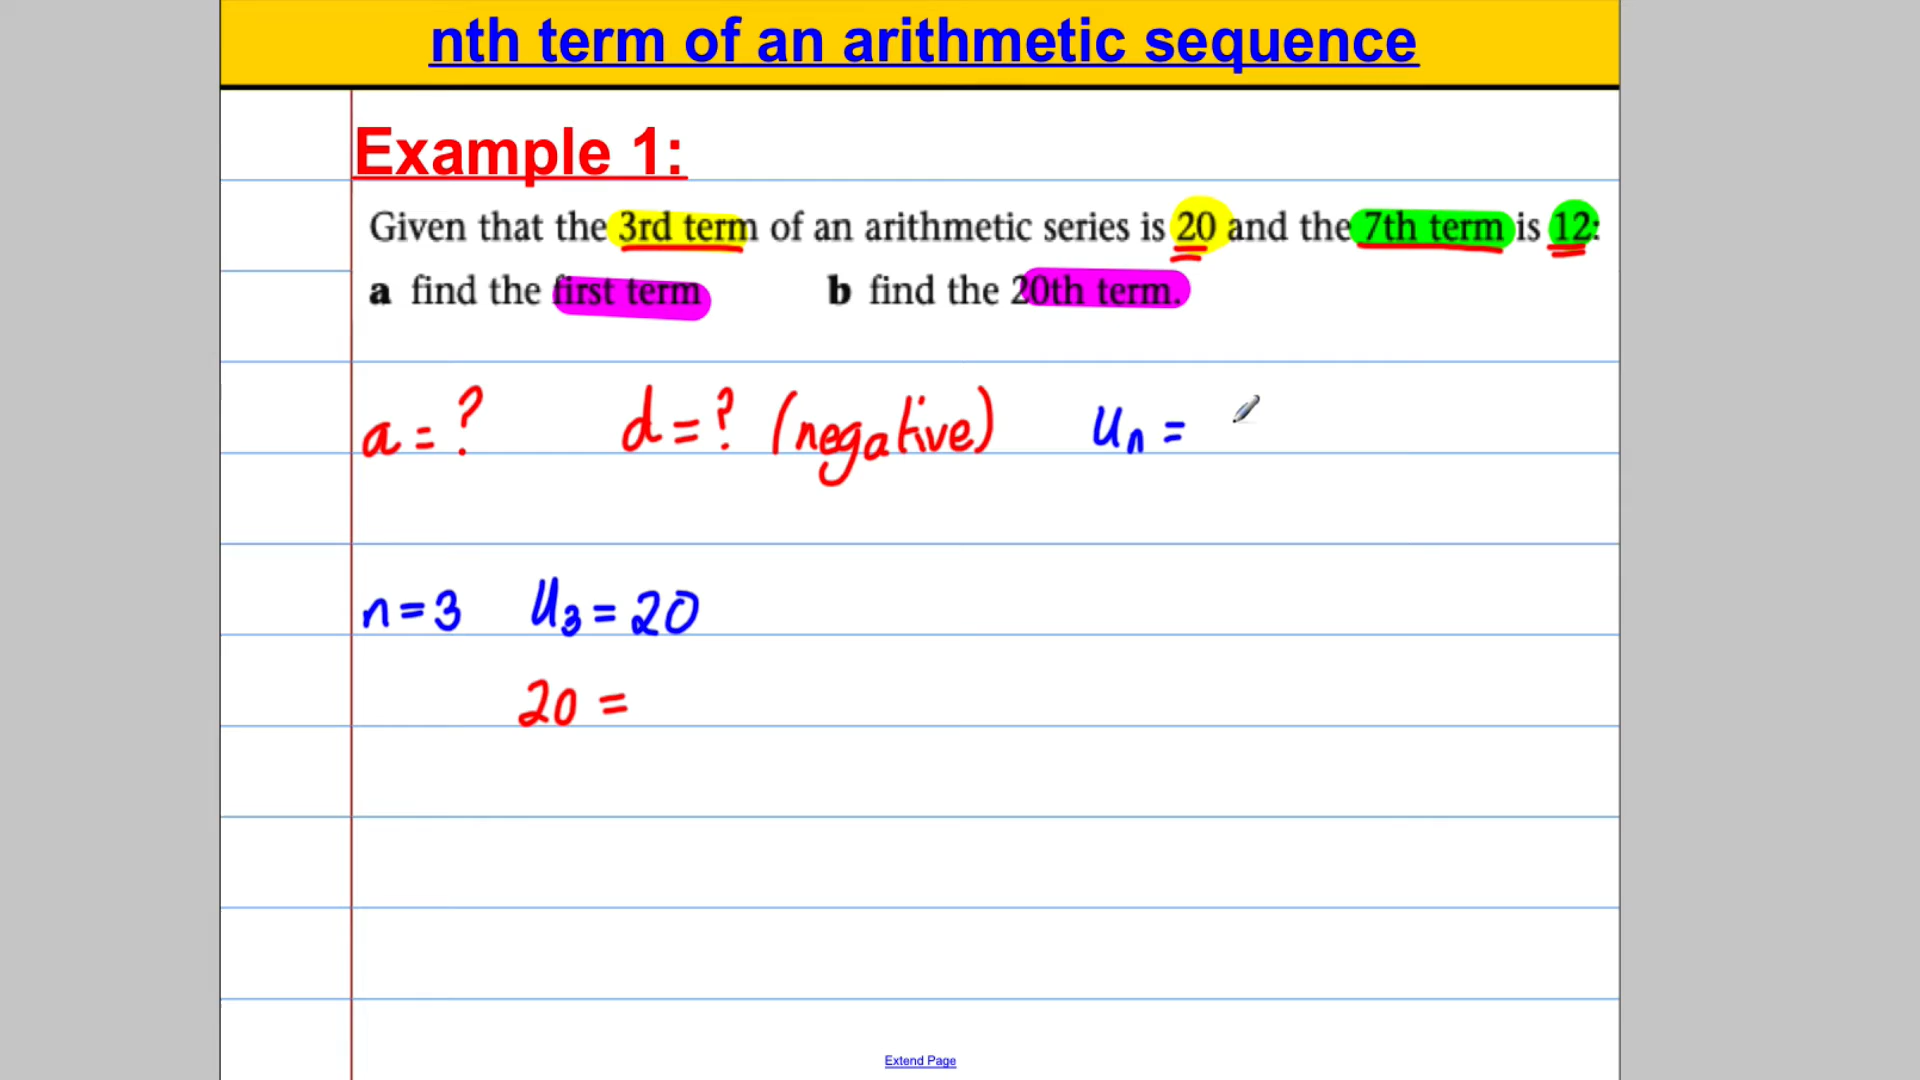 nth term of an arithmetic sequence
Example 1:
Given that the 3rd term of an arithmetic series is 20 and the 7th term is 12:
a find the first term b find the 20th term.
a = ? d = ? (negative) Un =
n = 3 U3 = 20
20 =
Extend Page